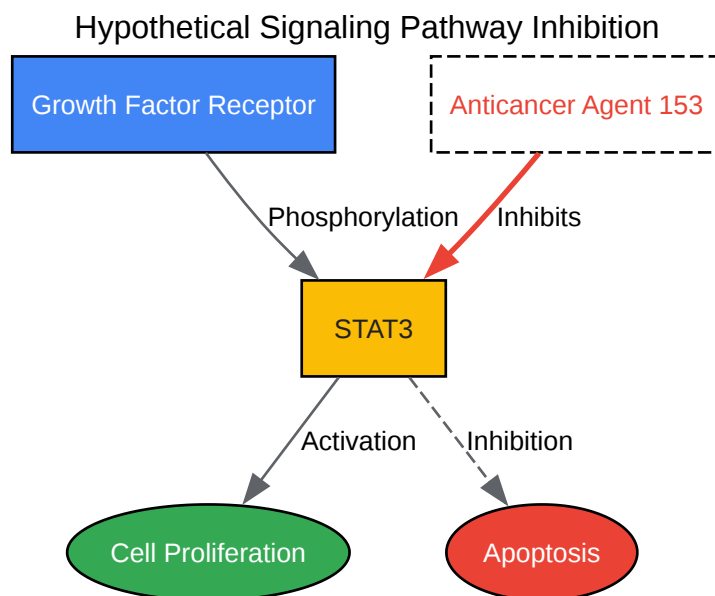 Hypothetical Signaling Pathway Inhibition
Growth Factor Receptor
Anticancer Agent 153
Phosphorylation
Inhibits
STAT3
Activation
Inhibition
Cell Proliferation
Apoptosis